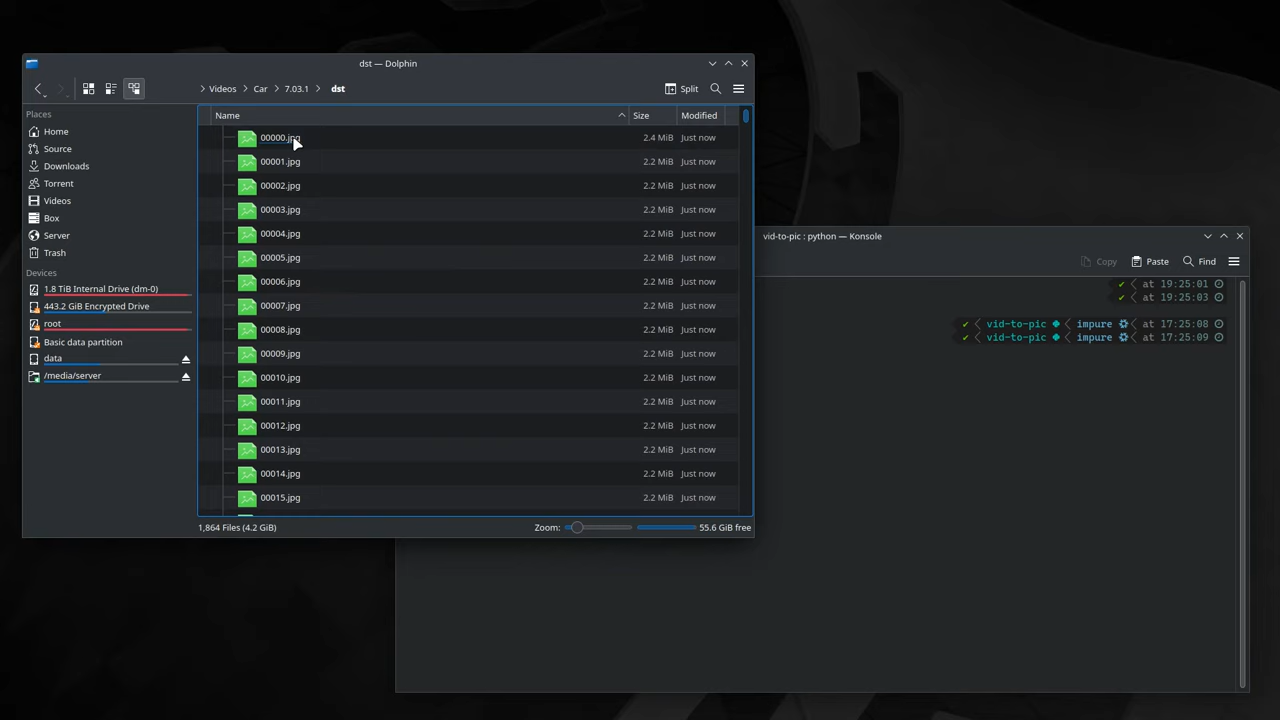 dst — Dolphin
Videos > Car > 7.03.1 > dst
Split
Places
Home
Source
Downloads
Torrent
Videos
Box
Server
Trash
Devices
1.8 TiB Internal Drive (dm-0)
443.2 GiB Encrypted Drive
root
Basic data partition
data
/media/server
Name Size Modified
00000.jpg 2.4 MiB Just now
00001.jpg 2.2 MiB Just now
00002.jpg 2.2 MiB Just now
00003.jpg 2.2 MiB Just now
00004.jpg 2.2 MiB Just now
00005.jpg 2.2 MiB Just now
00006.jpg 2.2 MiB Just now
00007.jpg 2.2 MiB Just now
00008.jpg 2.2 MiB Just now
00009.jpg 2.2 MiB Just now
00010.jpg 2.2 MiB Just now
00011.jpg 2.2 MiB Just now
00012.jpg 2.2 MiB Just now
00013.jpg 2.2 MiB Just now
00014.jpg 2.2 MiB Just now
00015.jpg 2.2 MiB Just now
1,864 Files (4.2 GiB) Zoom: 55.6 GiB free
vid-to-pic : python — Konsole
Copy Paste Find
✔ at 19:25:01
✔ at 19:25:03
✔ vid-to-pic impure at 17:25:08
✔ vid-to-pic impure at 17:25:09